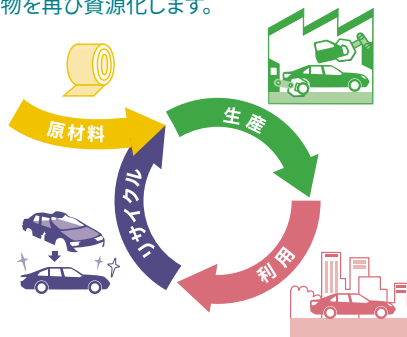 物を再び資源化します。
原材料
生産
利用
リサイクル